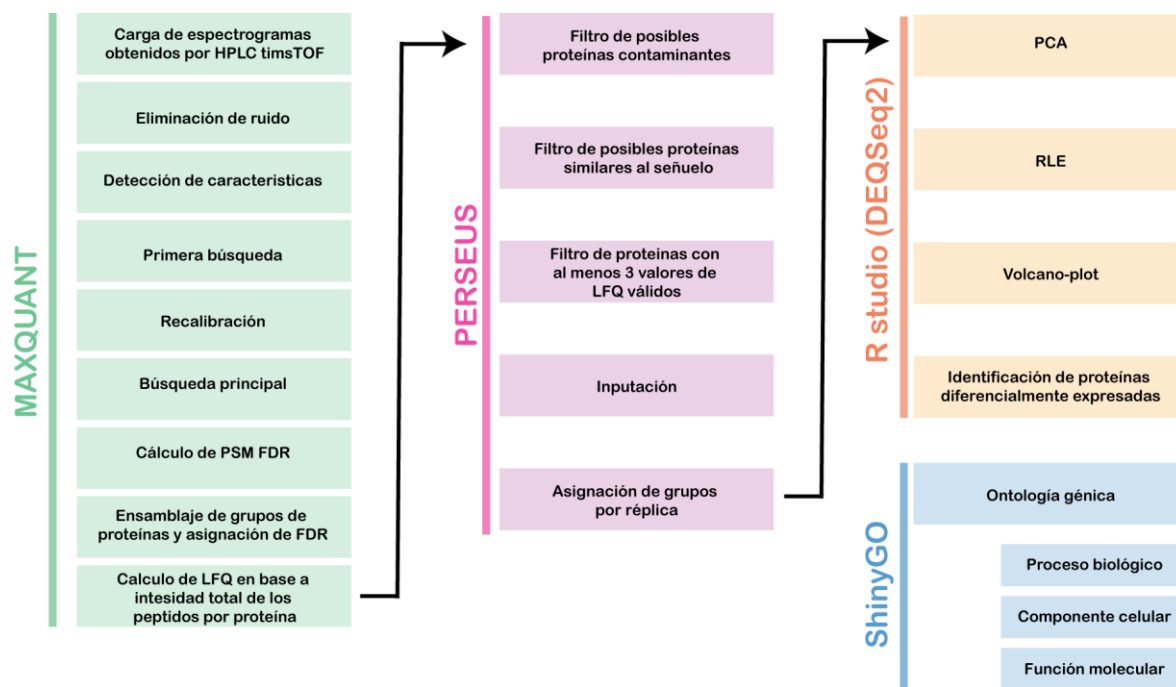 MAXQUANT
Carga de espectrogramas
obtenidos por HPLC timsTOF
Eliminación de ruido
Detección de caracteristicas
Primera búsqueda
Recalibración
Búsqueda principal
Cálculo de PSM FDR
Ensamblaje de grupos de
proteínas y asignación de FDR
Calculo de LFQ en base a
intesidad total de los
peptidos por proteína
PERSEUS
Filtro de posibles
proteínas contaminantes
Filtro de posibles proteínas
similares al señuelo
Filtro de proteinas con
al menos 3 valores de
LFQ válidos
Inputación
Asignación de grupos
por réplica
R studio (DEQSeq2)
PCA
RLE
Volcano-plot
Identificación de proteínas
diferencialmente expresadas
ShinyGO
Ontología génica
Proceso biológico
Componente celular
Función molecular